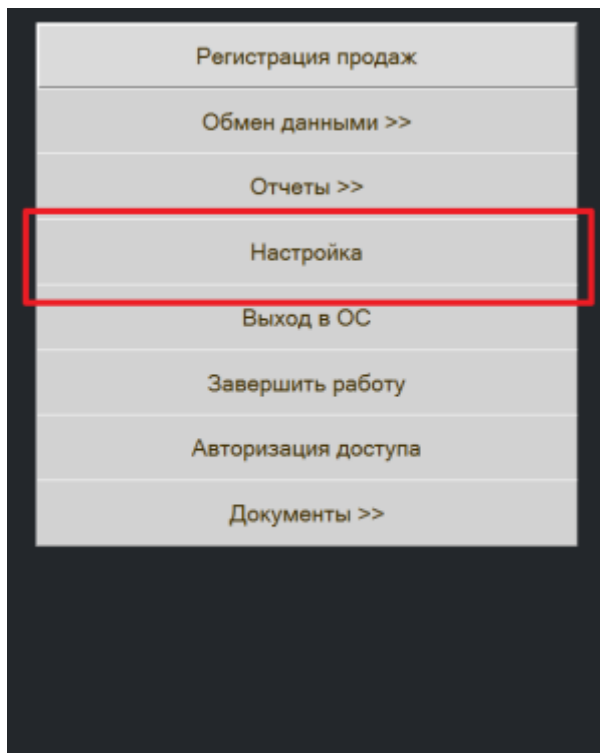 Регистрация продаж
Обмен данными >>
Отчеты >>
Настройка
Выход в ОС
Завершить работу
Авторизация доступа
Документы >>